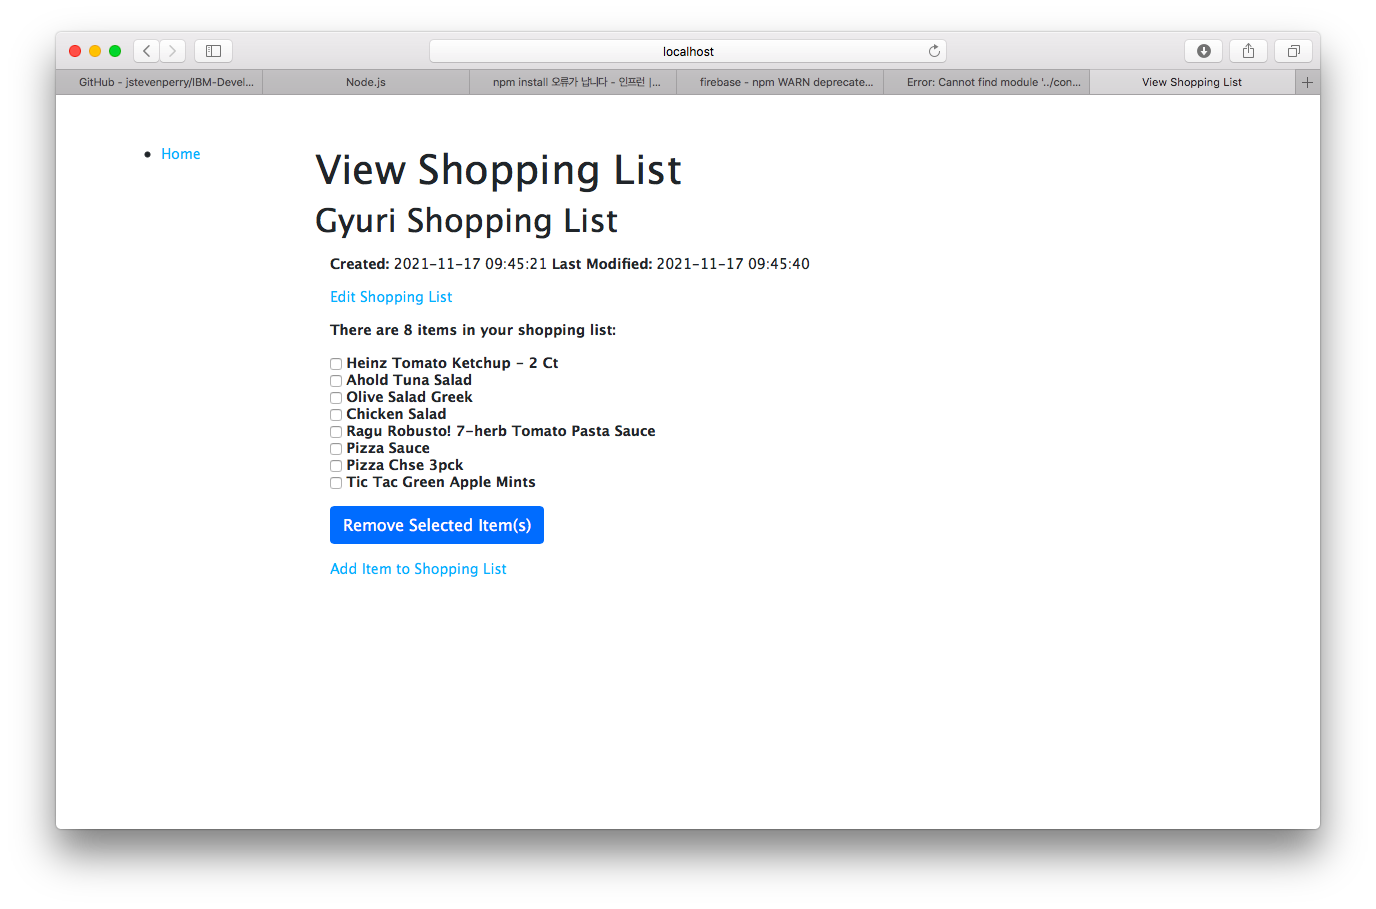 localhost
GitHub - jstevenperry/IBM-Devel...
Node.js
npm install 오류가 납니다 - 인프런 |...
firebase - npm WARN deprecate...
Error: Cannot find module '../con...
View Shopping List
Home
View Shopping List
Gyuri Shopping List
Created: 2021-11-17 09:45:21 Last Modified: 2021-11-17 09:45:40
Edit Shopping List
There are 8 items in your shopping list:
Heinz Tomato Ketchup - 2 Ct
Ahold Tuna Salad
Olive Salad Greek
Chicken Salad
Ragu Robusto! 7-herb Tomato Pasta Sauce
Pizza Sauce
Pizza Chse 3pck
Tic Tac Green Apple Mints
Remove Selected Item(s)
Add Item to Shopping List